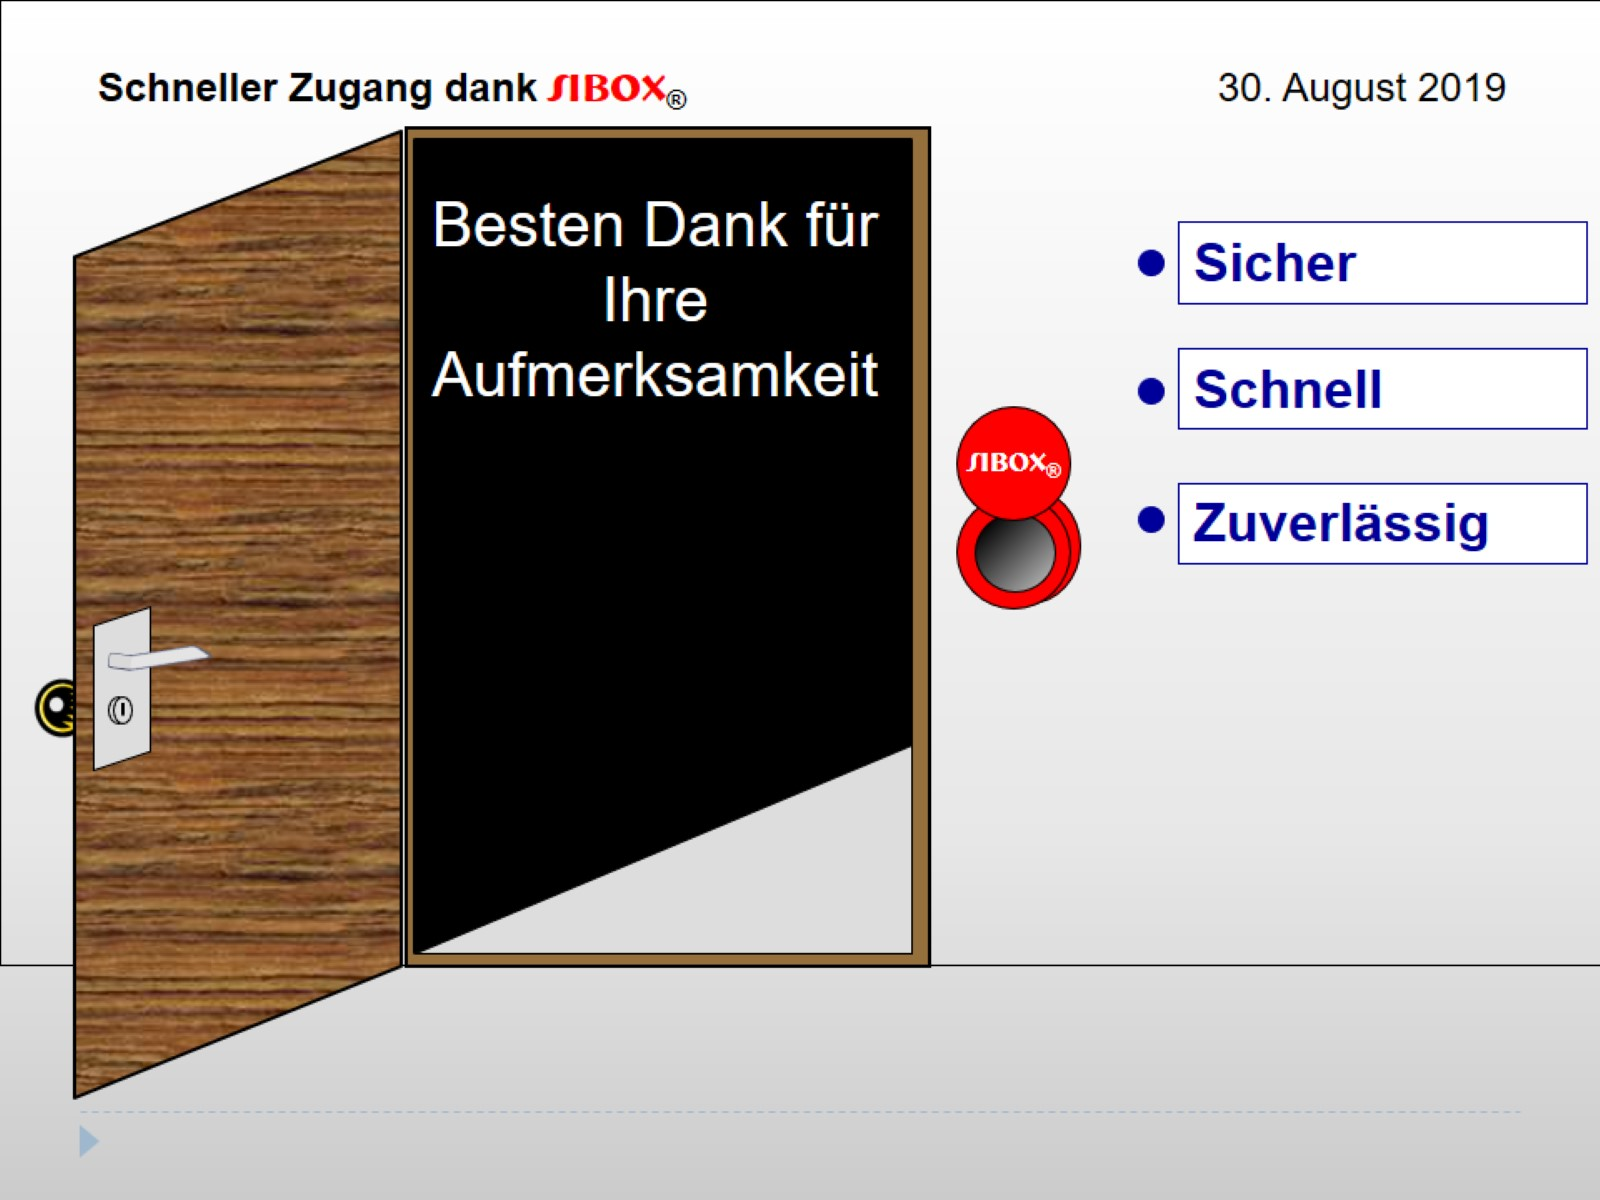 Schneller Zugang dank SIBOX®
30. August 2019
Besten Dank für
Ihre
Aufmerksamkeit
SIBOX®
• Sicher
• Schnell
• Zuverlässig